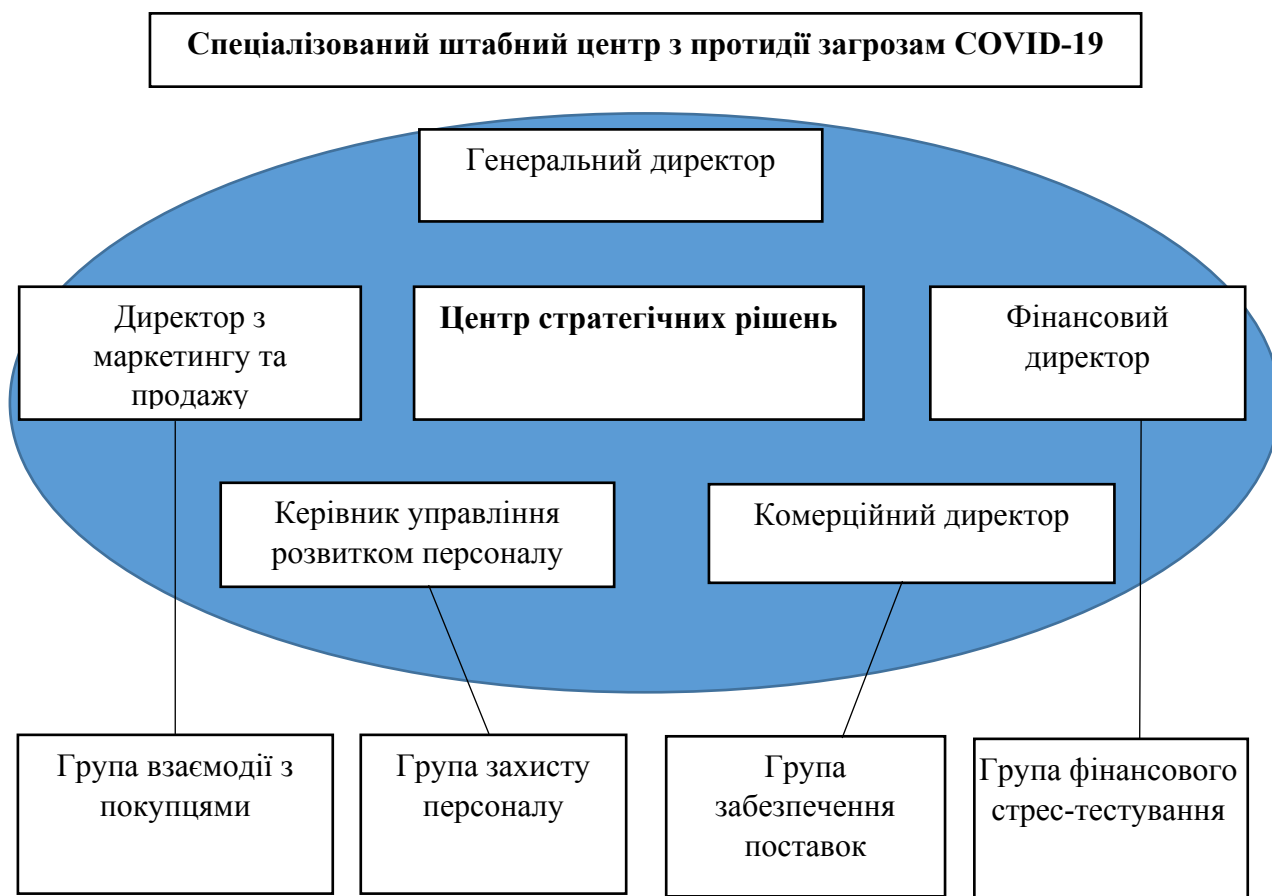 Спеціалізований штабний центр з протидії загрозам COVID-19
Генеральний директор
Директор з
маркетингу та
продажу
Центр стратегічних рішень
Фінансовий
директор
Керівник управління
розвитком персоналу
Комерційний директор
Група взаємодії з
покупцями
Група захисту
персоналу
Група
забезпечення
поставок
Група фінансового
стрес-тестування